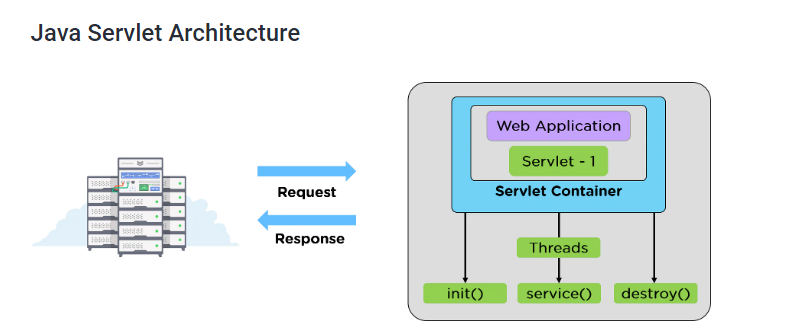 Java Servlet Architecture
Request
Response
Web Application
Servlet - 1
Servlet Container
Threads
init()
service()
destroy()